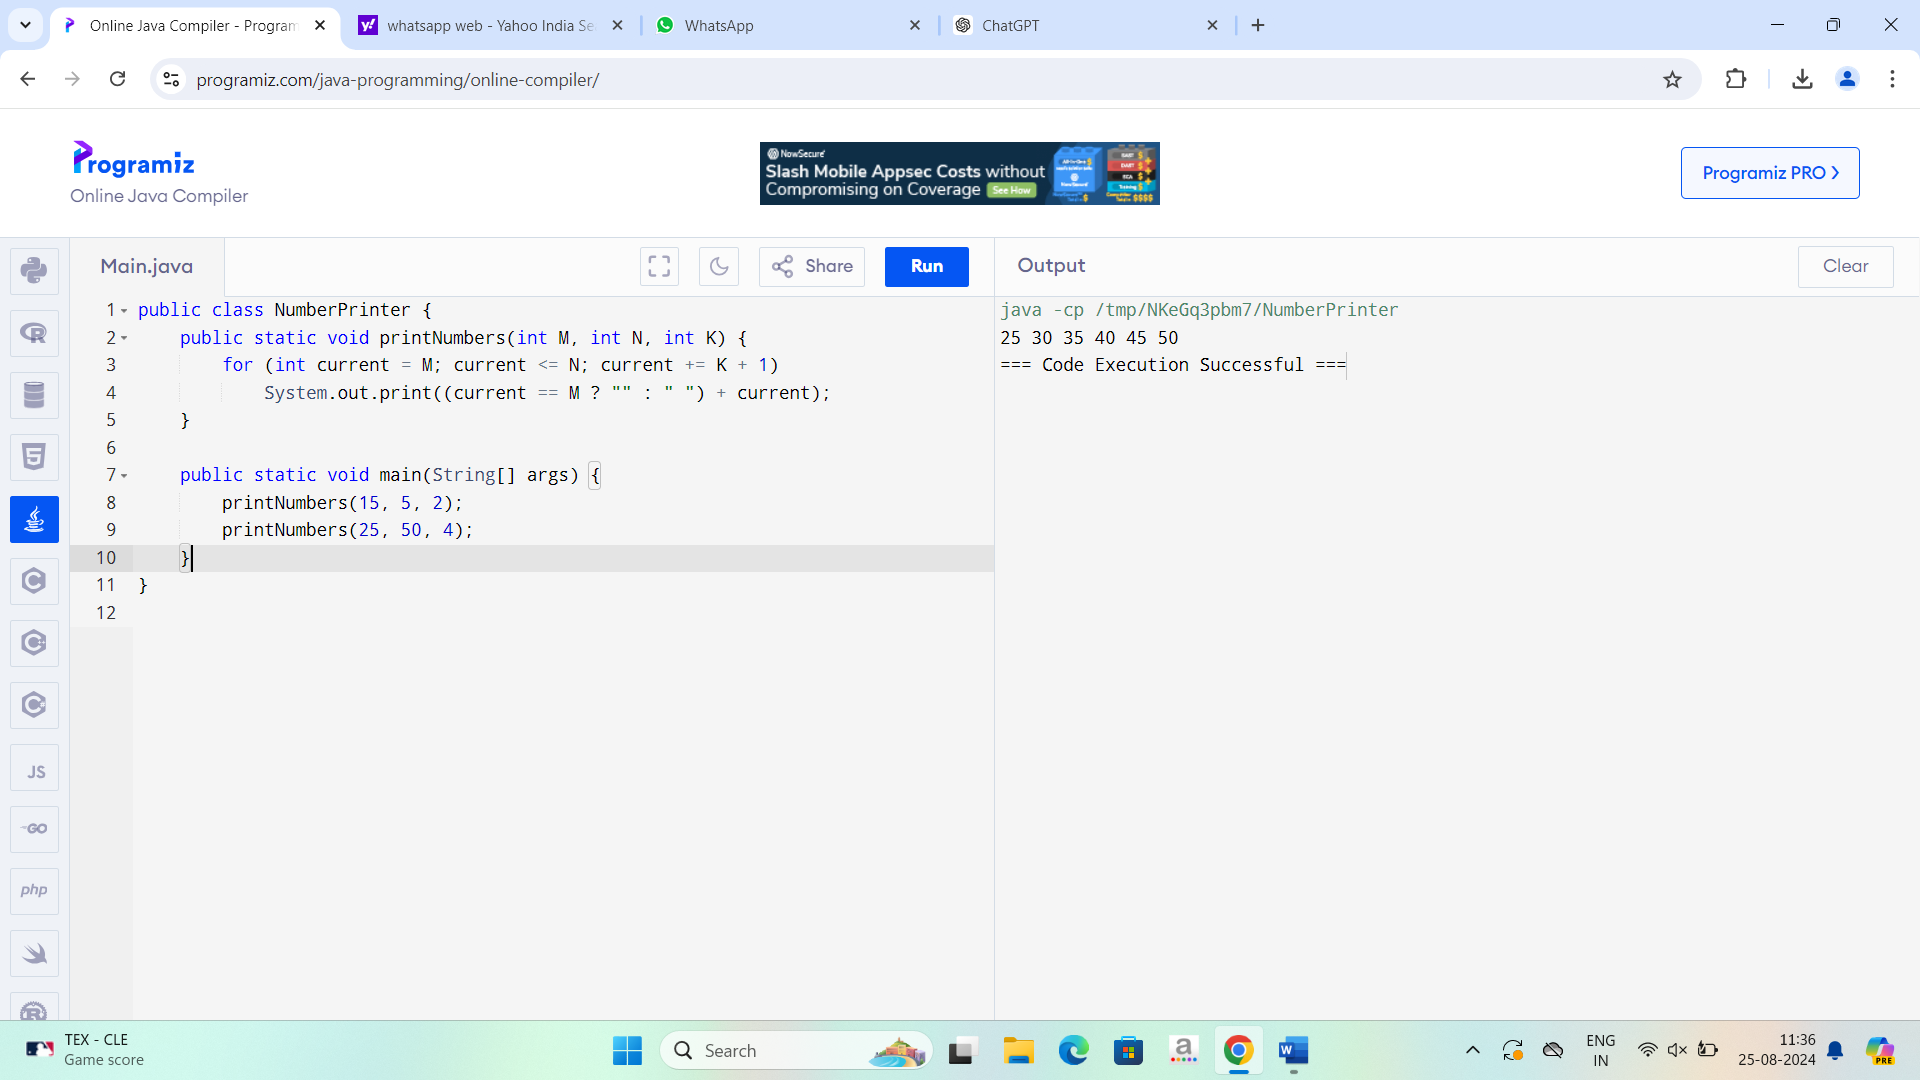 Online Java Compiler - Program
whatsapp web - Yahoo India Se
WhatsApp
ChatGPT
programiz.com/java-programming/online-compiler/
Programiz
Online Java Compiler
NowSecure
Slash Mobile Appsec Costs without
Compromising on Coverage See How
Programiz PRO
Main.java
Share
Run
Output
Clear
1 public class NumberPrinter {
2 public static void printNumbers(int M, int N, int K) {
3 for (int current = M; current <= N; current += K + 1)
4 System.out.print((current == M ? "" : " ") + current);
5 }
6
7 public static void main(String[] args) {
8 printNumbers(15, 5, 2);
9 printNumbers(25, 50, 4);
10 }
11 }
12
java -cp /tmp/NKeGq3pbm7/NumberPrinter
25 30 35 40 45 50
=== Code Execution Successful ===
JS
GO
php
TEX - CLE
Game score
Search
a
W
ENG
IN
11:36
25-08-2024
PRE